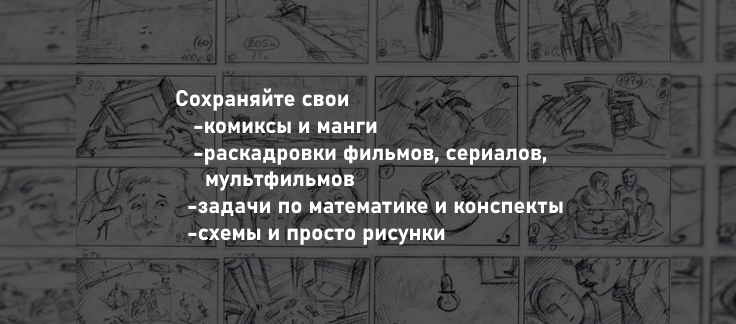 Сохраняйте свои
-комиксы и манги
-раскадровки фильмов, сериалов,
мультфильмов
-задачи по математике и конспекты
-схемы и просто рисунки